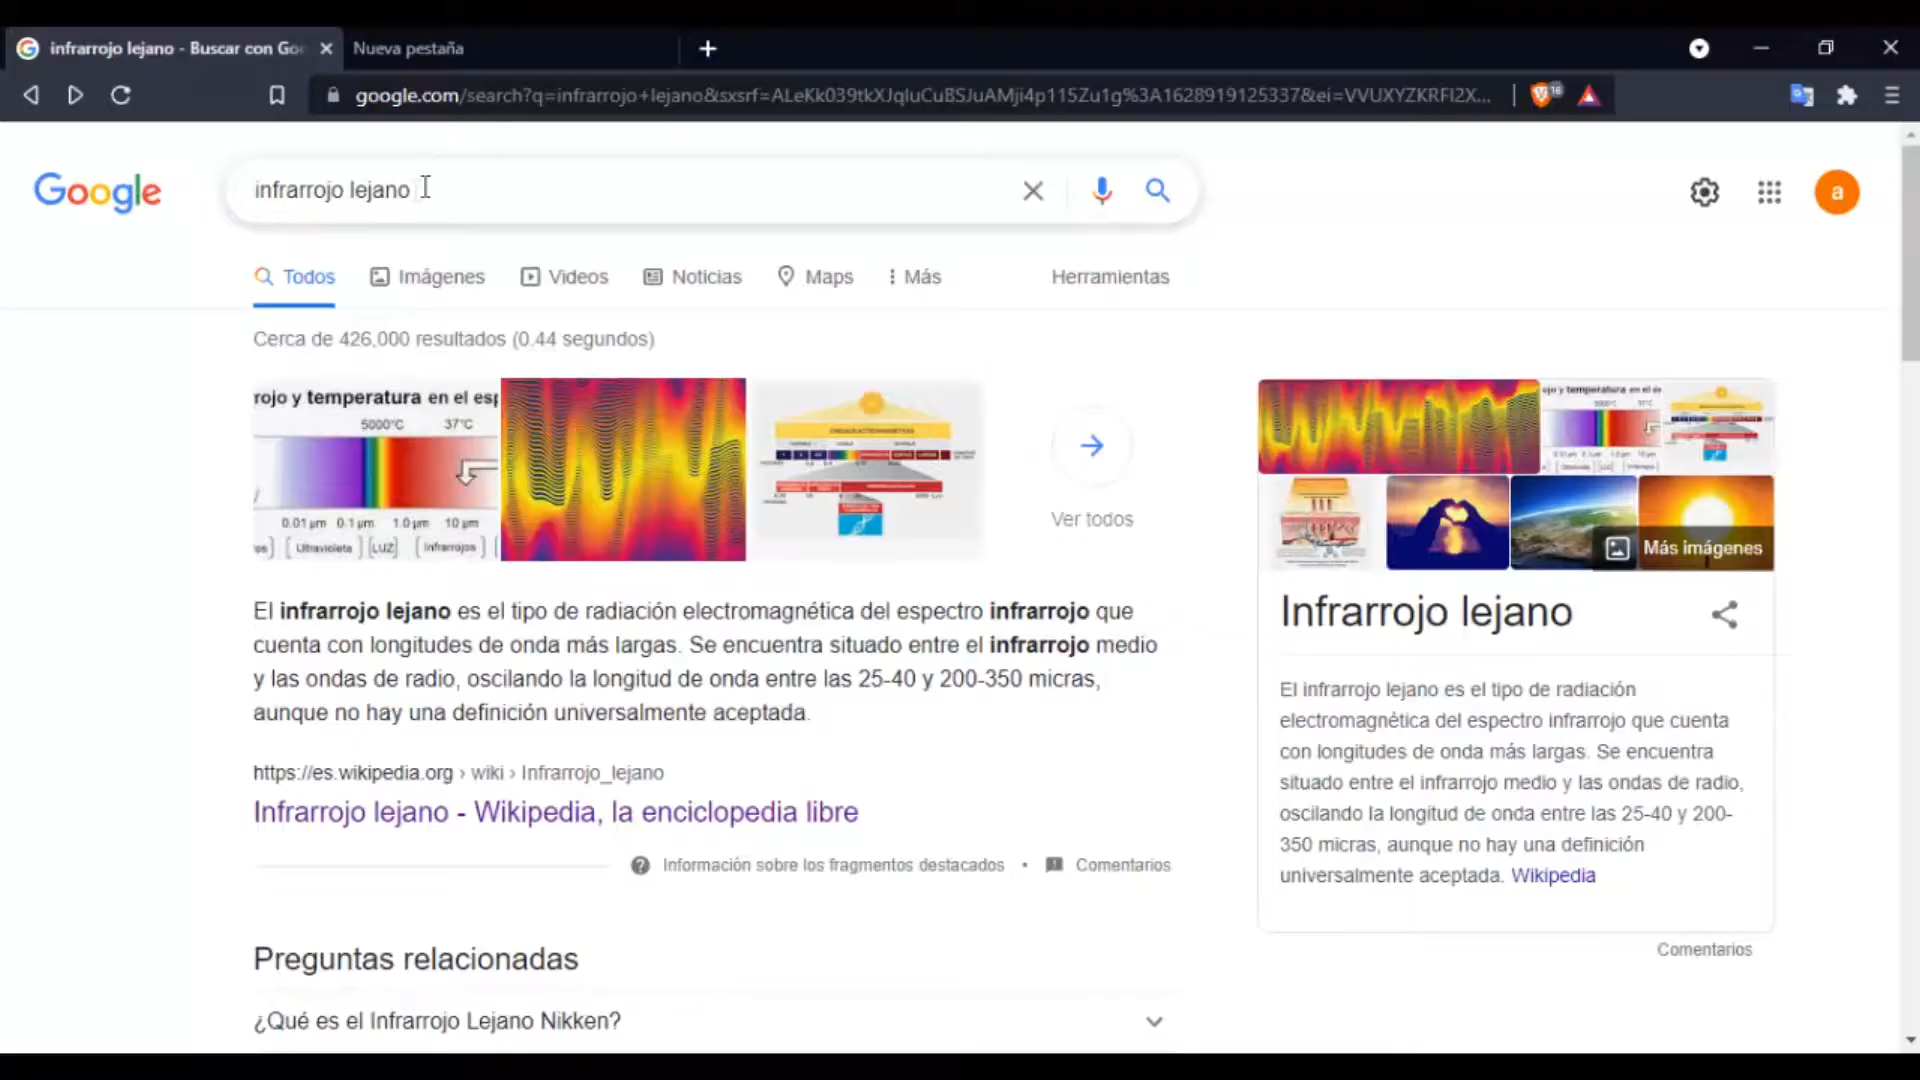 infrarrojo lejano - Buscar con Goo
Nueva pestaña
google.com/search?q=infrarrojo+lejano&sxsrf=ALeKk039tkXJqluCuBSJuAMji4p115Zu1g%3A1628919125337&ei=VVUXYZKRFI2X...
16
Google
infrarrojo lejano
a
Todos
Imágenes
Videos
Noticias
Maps
Más
Herramientas
Cerca de 426,000 resultados (0.44 segundos)
rojo y temperatura en el esp
5000°C 37°C
0.01 µm 0.1 µm 1.0 µm 10 µm
Ultravioleta LUZ Infrarrojos
Ver todos
Más imágenes
El infrarrojo lejano es el tipo de radiación electromagnética del espectro infrarrojo que
cuenta con longitudes de onda más largas. Se encuentra situado entre el infrarrojo medio
y las ondas de radio, oscilando la longitud de onda entre las 25-40 y 200-350 micras,
aunque no hay una definición universalmente aceptada.
https://es.wikipedia.org › wiki › Infrarrojo_lejano
Infrarrojo lejano - Wikipedia, la enciclopedia libre
Información sobre los fragmentos destacados • Comentarios
Preguntas relacionadas
¿Qué es el Infrarrojo Lejano Nikken?
Infrarrojo lejano
El infrarrojo lejano es el tipo de radiación
electromagnética del espectro infrarrojo que cuenta
con longitudes de onda más largas. Se encuentra
situado entre el infrarrojo medio y las ondas de radio,
oscilando la longitud de onda entre las 25-40 y 200-
350 micras, aunque no hay una definición
universalmente aceptada. Wikipedia
Comentarios